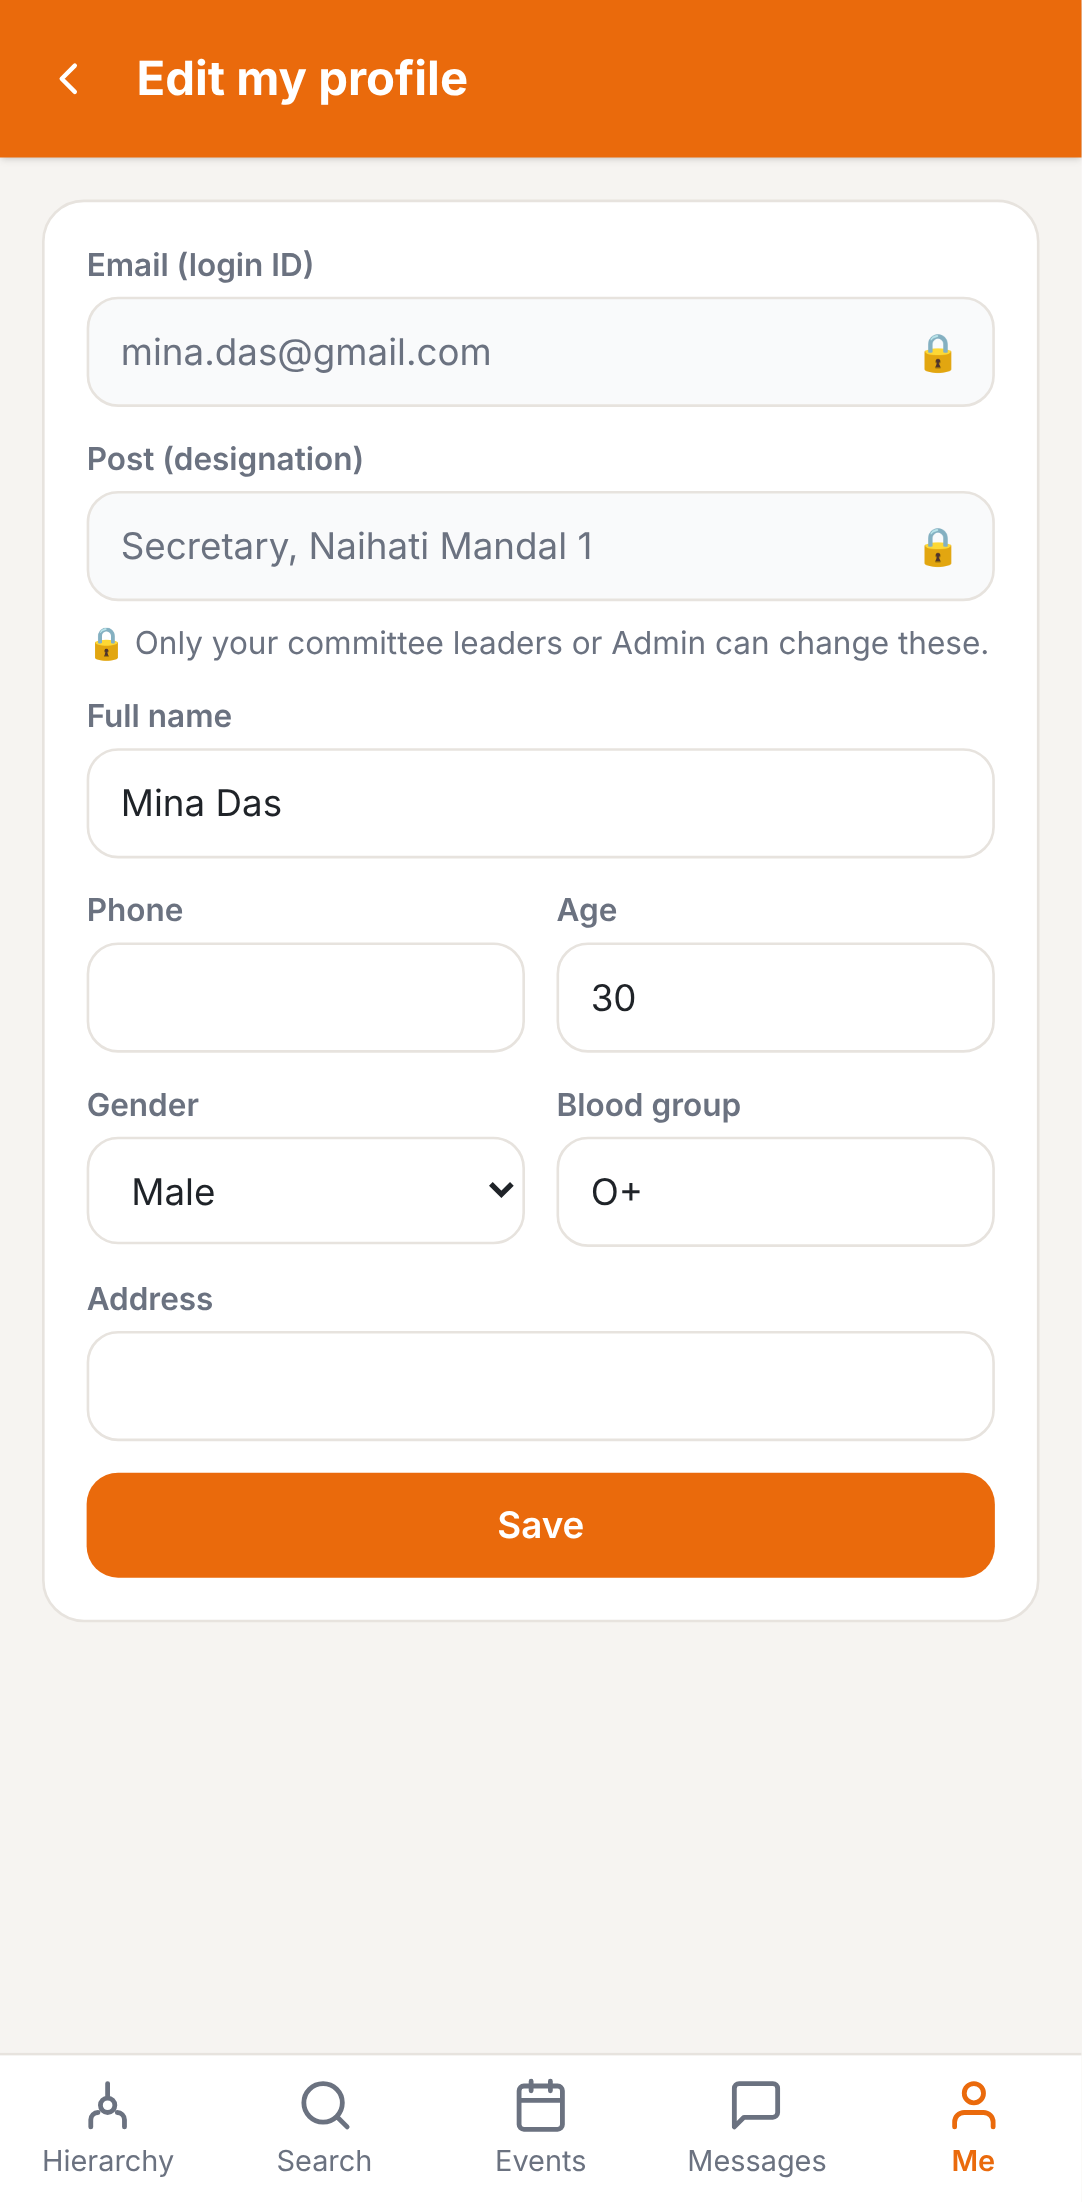 Edit my profile
Email (login ID)
mina.das@gmail.com
Post (designation)
Secretary, Naihati Mandal 1
🔒 Only your committee leaders or Admin can change these.
Full name
Mina Das
Phone
Age
30
Gender
Blood group
Male
O+
Address
Save
Hierarchy
Search
Events
Messages
Me